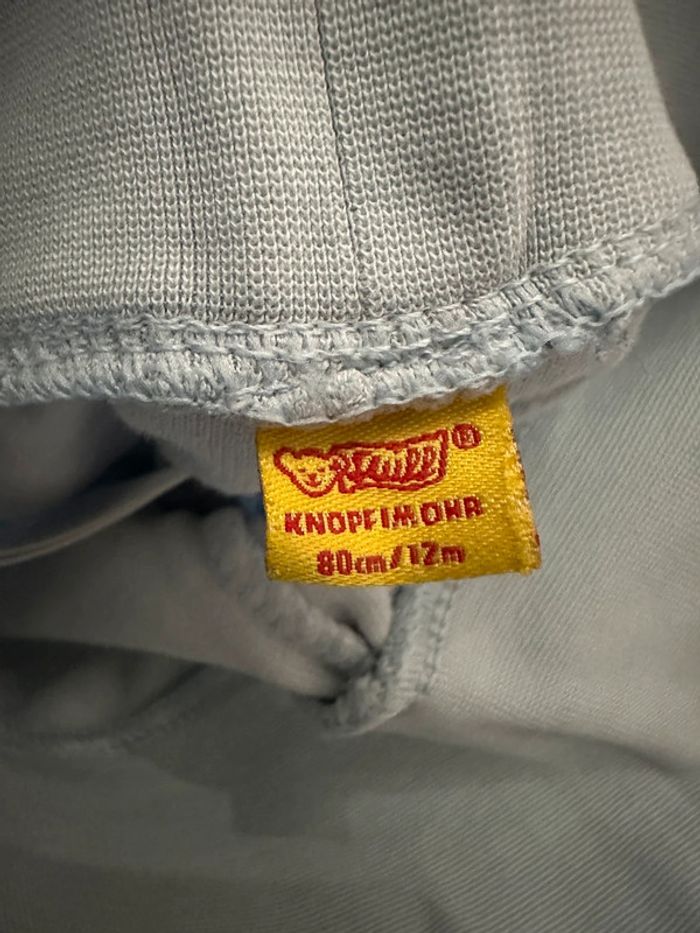 Steiff®
KNOPF IM OHR
80cm/12m